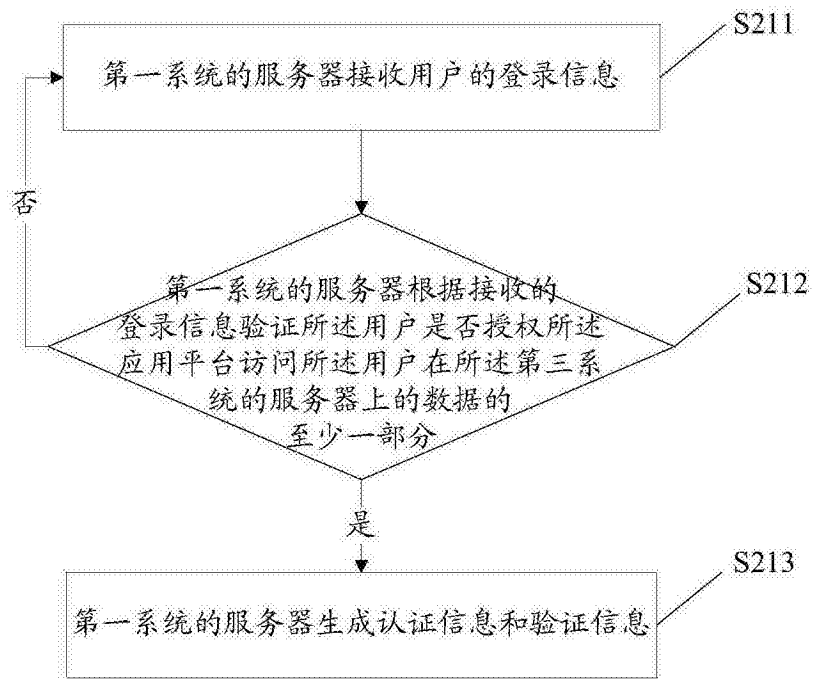 S211
第一系统的服务器接收用户的登录信息
否
S212
第一系统的服务器根据接收的
登录信息验证所述用户是否授权所述
应用平台访问所述用户在所述第三系
统的服务器上的数据的
至少一部分
是
S213
第一系统的服务器生成认证信息和验证信息